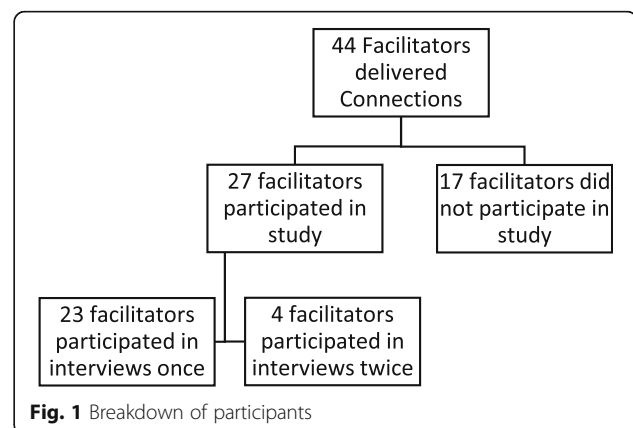 44 Facilitators
delivered
Connections
27 facilitators
participated in
study
17 facilitators did
not participate in
study
23 facilitators
participated in
interviews once
4 facilitators
participated in
interviews twice
Fig. 1 Breakdown of participants